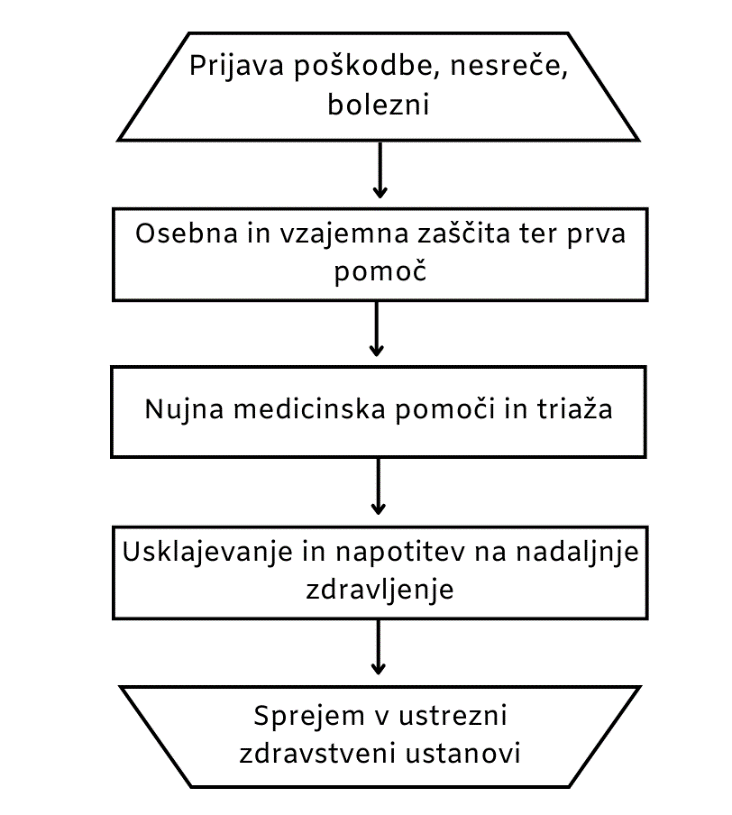 Prijava poškodbe, nesreče,
bolezni
Osebna in vzajemna zaščita ter prva
pomoč
Nujna medicinska pomoči in triaža
Usklajevanje in napotitev na nadaljnje
zdravljenje
Sprejem v ustrezni
zdravstveni ustanovi